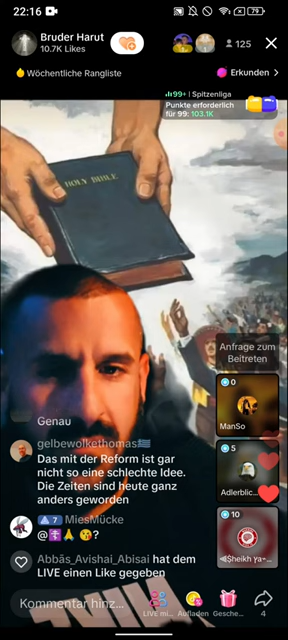 22:16
79
Bruder Harut
10.7K Likes
125
Wöchentliche Rangliste
Erkunden
99+ | Spitzenliga
Punkte erforderlich
für 99: 103.1K
HOLY BIBLE
Anfrage zum
Beitreten
0
ManSo
5
Adlerblic...
10
Genau
gelbewolkethomas🇬🇷
Das mit der Reform ist gar
nicht so eine schlechte Idee.
Die Zeiten sind heute ganz
anders geworden
7 MiesMücke
@✝️🙏😘?
Abbās_Avishai_Abisai hat dem
LIVE einen Like gegeben
Kommentar hinz...
LIVE mi...
Aufladen
Gesche...
4